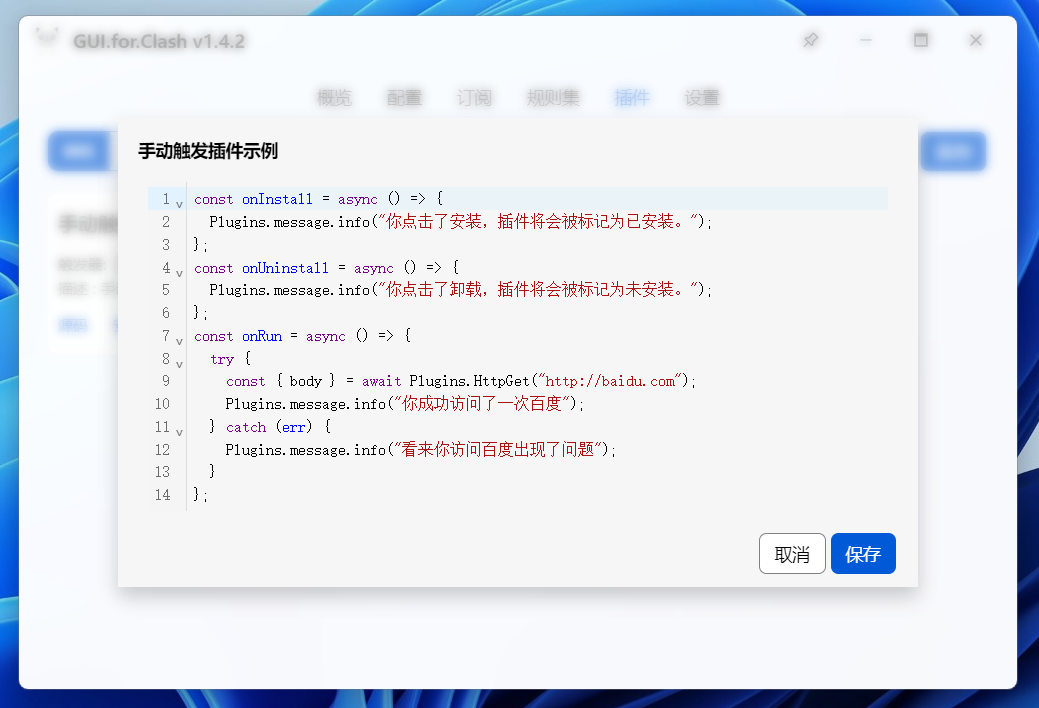 GUI.for.Clash v1.4.2
概览 配置 订阅 规则集 插件 设置
手动触发插件示例
1 const onInstall = async () => {
2 Plugins.message.info("你点击了安装，插件将会被标记为已安装。");
3 };
4 const onUninstall = async () => {
5 Plugins.message.info("你点击了卸载，插件将会被标记为未安装。");
6 };
7 const onRun = async () => {
8 try {
9 const { body } = await Plugins.HttpGet("http://baidu.com");
10 Plugins.message.info("你成功访问了一次百度");
11 } catch (err) {
12 Plugins.message.info("看来你访问百度出现了问题");
13 }
14 };
取消 保存